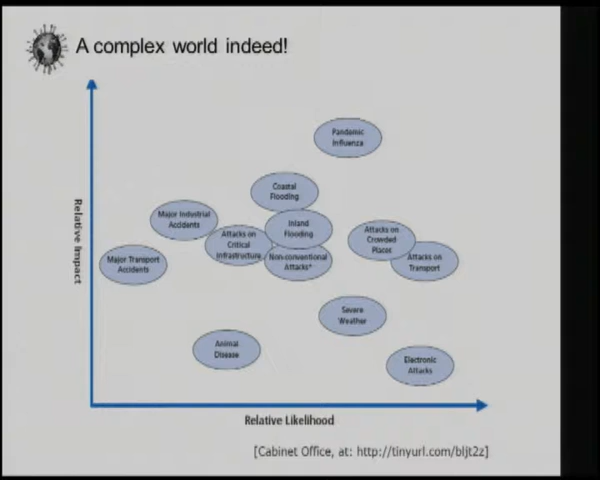 A complex world indeed!
Pandemic
Influenza
Coastal
Flooding
Major Industrial
Accidents
Inland
Flooding
Attacks on
Critical
Infrastructure
Attacks on
Crowded
Places
Major Transport
Accidents
Non-conventional
Attacks*
Attacks on
Transport
Severe
Weather
Animal
Disease
Electronic
Attacks
Relative Impact
Relative Likelihood
[Cabinet Office, at: http://tinyurl.com/bljt2z]